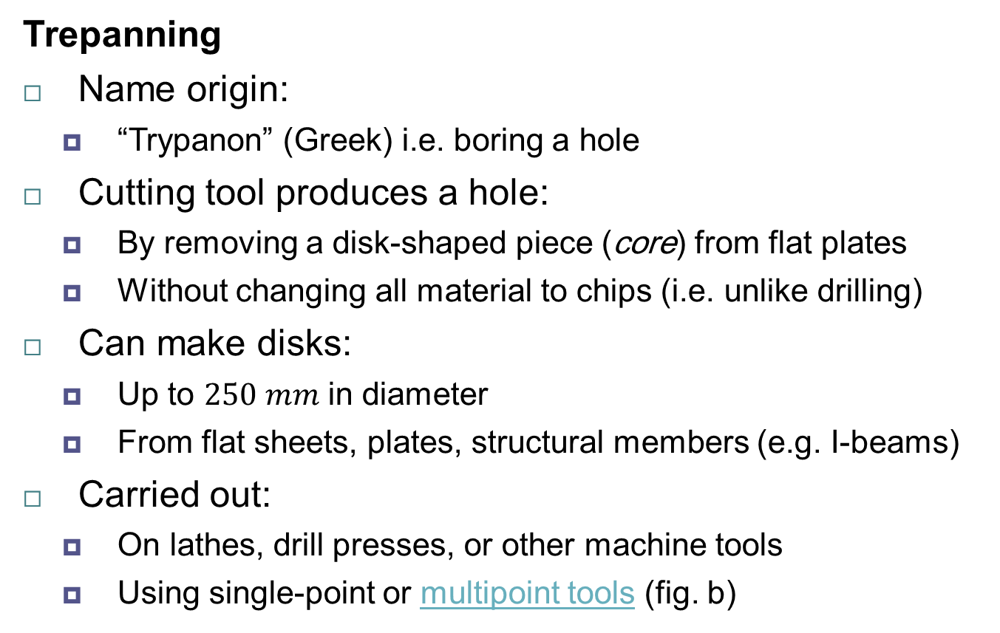 Trepanning
Name origin:
“Trypanon” (Greek) i.e. boring a hole
Cutting tool produces a hole:
By removing a disk-shaped piece (core) from flat plates
Without changing all material to chips (i.e. unlike drilling)
Can make disks:
Up to 250 mm in diameter
From flat sheets, plates, structural members (e.g. I-beams)
Carried out:
On lathes, drill presses, or other machine tools
Using single-point or multipoint tools (fig. b)